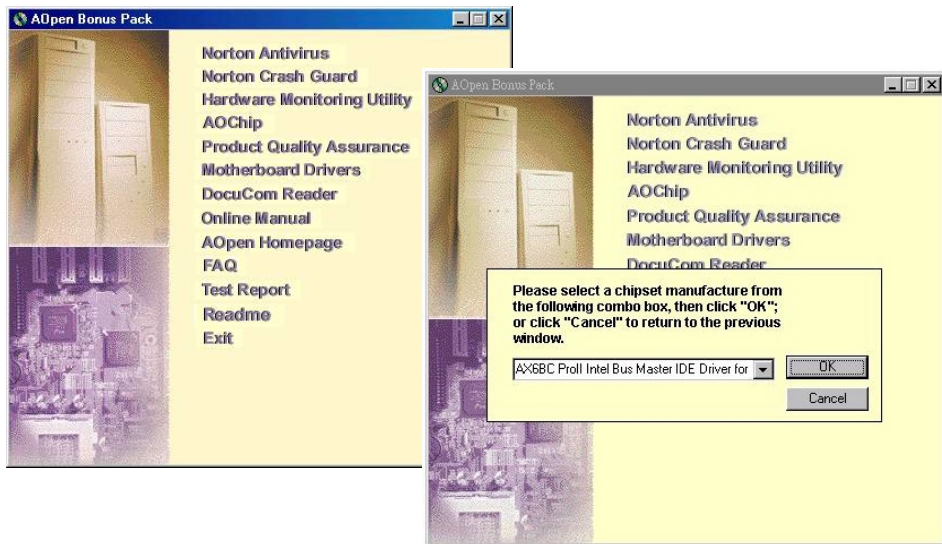 AOpen Bonus Pack
Norton Antivirus
Norton Crash Guard
Hardware Monitoring Utility
AOChip
Product Quality Assurance
Motherboard Drivers
DocuCom Reader
Online Manual
AOpen Homepage
FAQ
Test Report
Readme
Exit
AOpen Bonus Pack
Norton Antivirus
Norton Crash Guard
Hardware Monitoring Utility
AOChip
Product Quality Assurance
Motherboard Drivers
DocuCom Reader
Please select a chipset manufacture from
the following combo box, then click "OK";
or click "Cancel" to return to the previous
window.
AX6BC ProII Intel Bus Master IDE Driver for
OK
Cancel